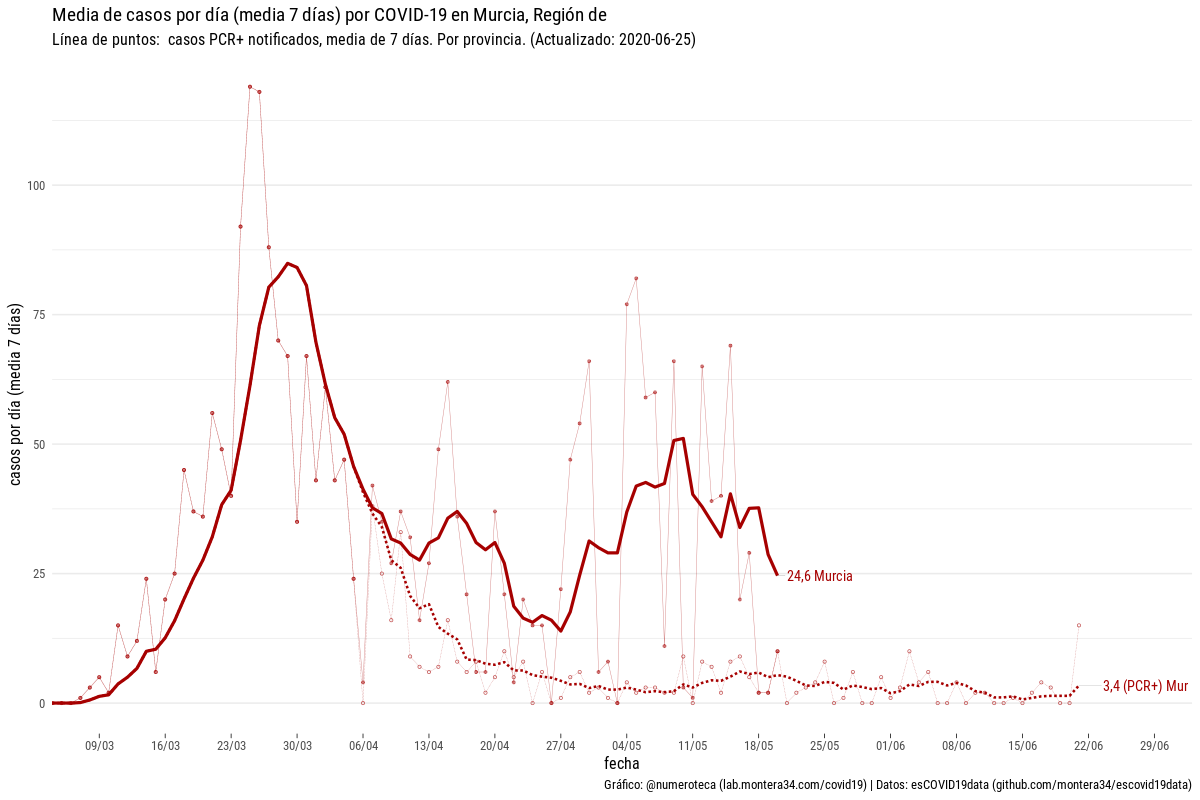 Media de casos por día (media 7 días) por COVID-19 en Murcia, Región de
Línea de puntos:  casos PCR+ notificados, media de 7 días. Por provincia. (Actualizado: 2020-06-25)
casos por día (media 7 días)
100
75
50
25
0
24,6 Murcia
3,4 (PCR+) Mur
09/03 16/03 23/03 30/03 06/04 13/04 20/04 27/04 04/05 11/05 18/05 25/05 01/06 08/06 15/06 22/06 29/06
fecha
Gráfico: @numeroteca (lab.montera34.com/covid19) | Datos: esCOVID19data (github.com/montera34/escovid19data)